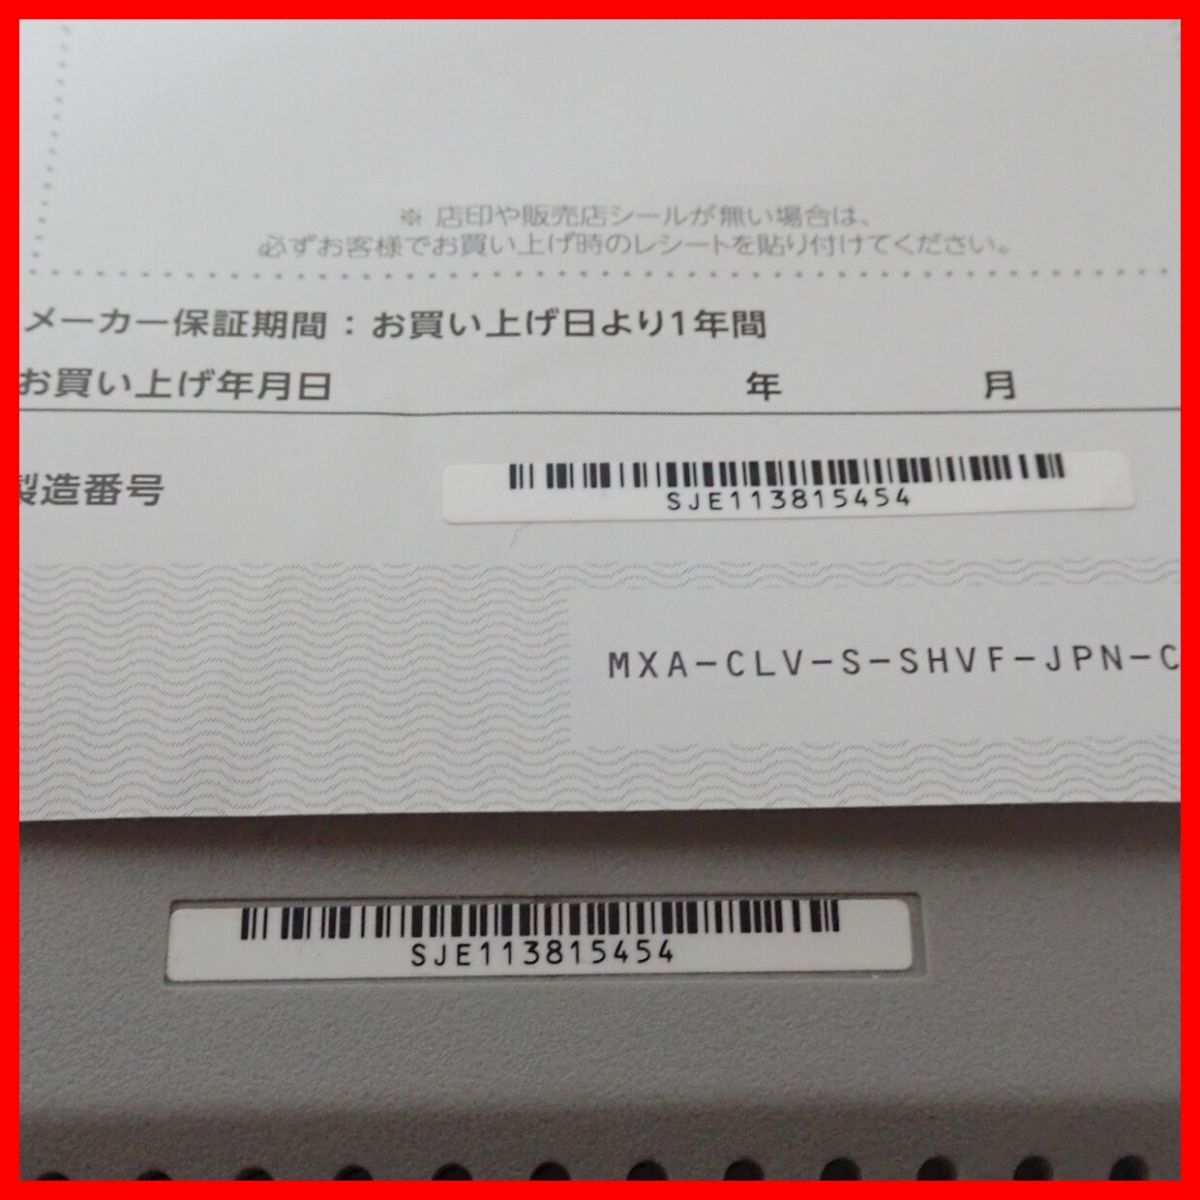 ※ 店印や販売店シールが無い場合は、
必ずお客様でお買い上げ時のレシートを貼り付けてください。
メーカー保証期間：お買い上げ日より1年間
お買い上げ年月日 年 月
製造番号
SJE113815454
MXA-CLV-S-SHVF-JPN-C
SJE113815454